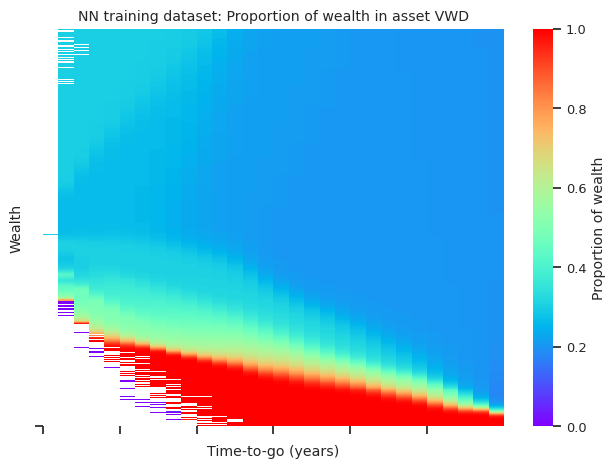 NN training dataset: Proportion of wealth in asset VWD
Wealth
Time-to-go (years)
1.0
0.8
0.6
0.4
0.2
0.0
Proportion of wealth